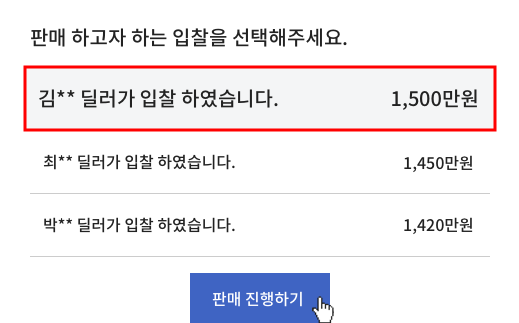 판매 하고자 하는 입찰을 선택해주세요.
김** 딜러가 입찰 하였습니다. 1,500만원
최** 딜러가 입찰 하였습니다. 1,450만원
박** 딜러가 입찰 하였습니다. 1,420만원
판매 진행하기